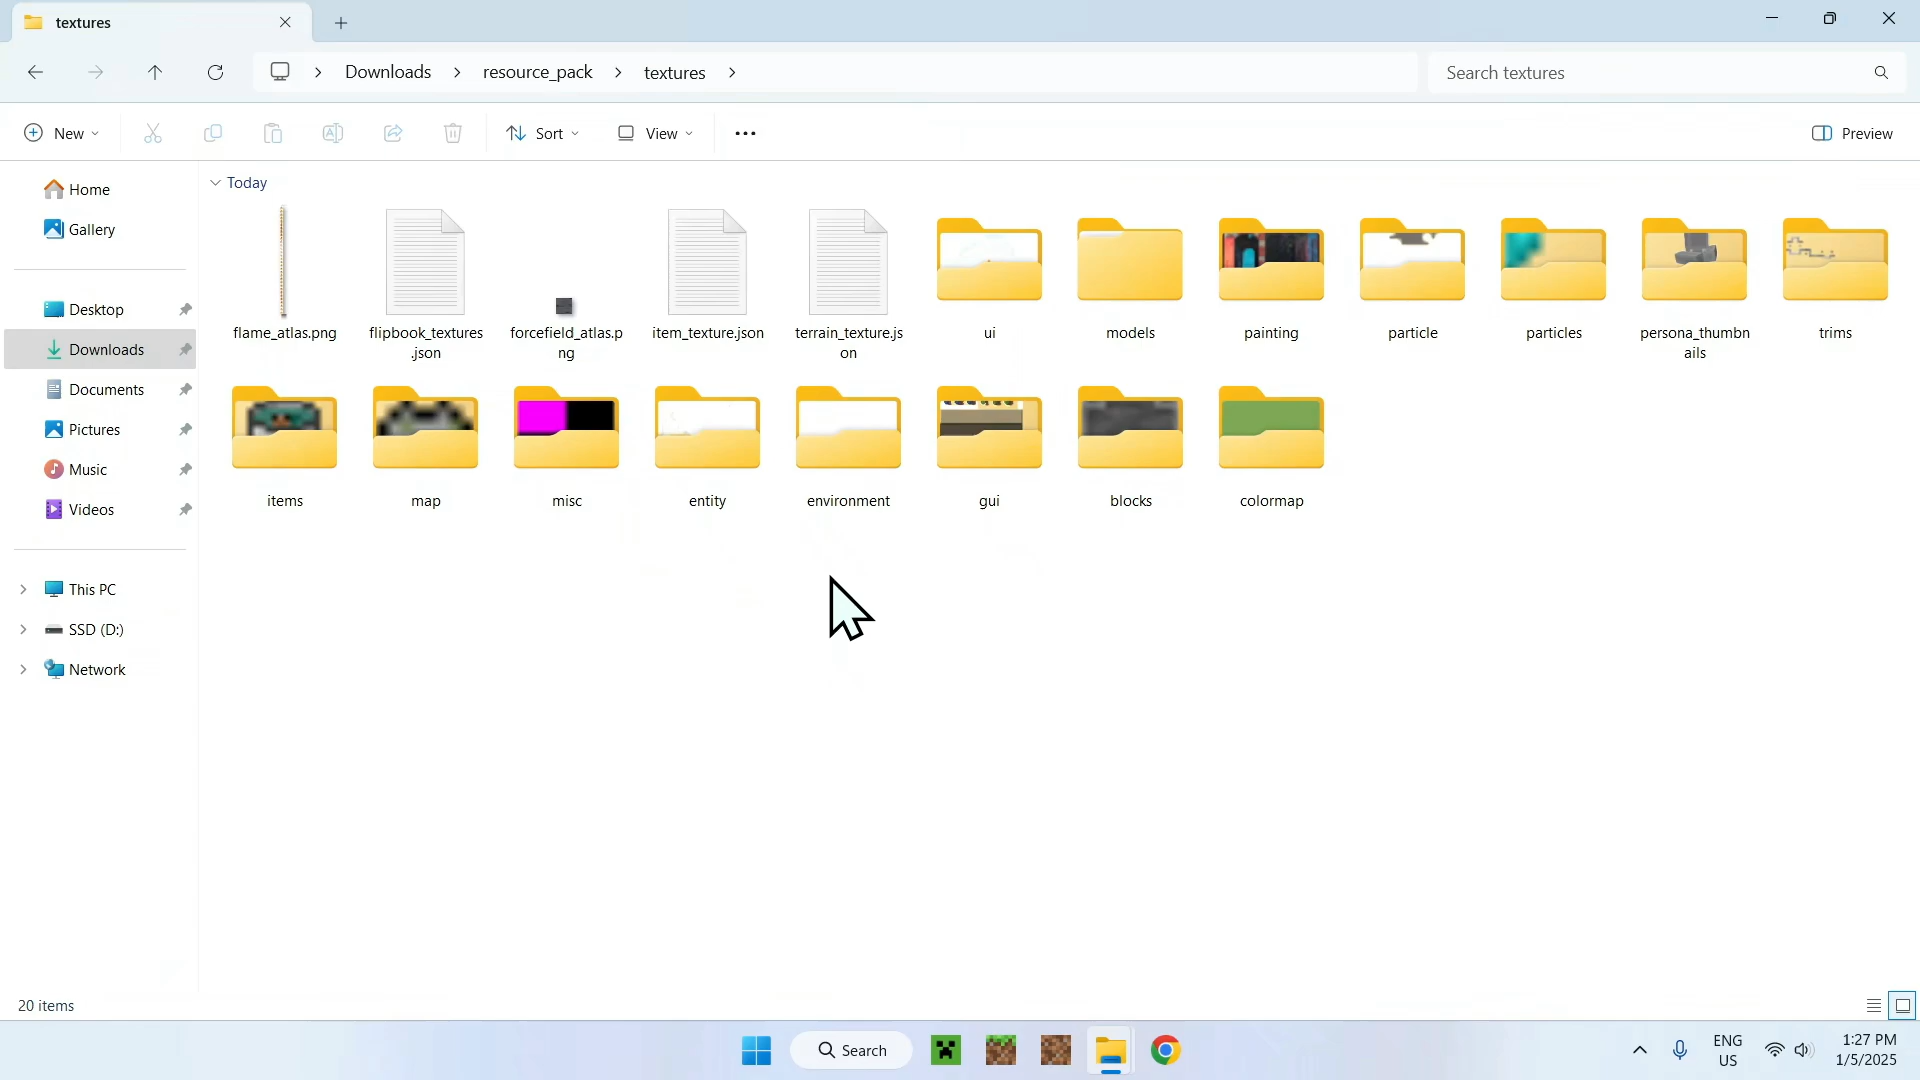 textures
Downloads
resource_pack
textures
Search textures
New
Sort
View
Preview
Home
Gallery
Desktop
Downloads
Documents
Pictures
Music
Videos
This PC
SSD (D:)
Network
Today
flame_atlas.png
flipbook_textures
.json
forcefield_atlas.p
ng
item_texture.json
terrain_texture.js
on
ui
models
painting
particle
particles
persona_thumbn
ails
trims
items
map
misc
entity
environment
gui
blocks
colormap
20 items
Search
ENG
US
1:27 PM
1/5/2025